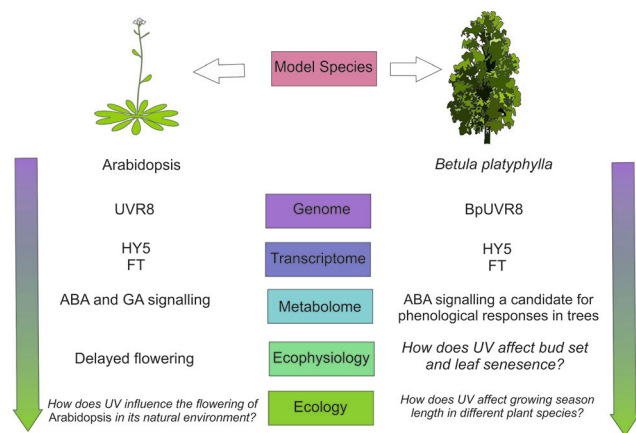 Model Species
Arabidopsis
Betula platyphylla
UVR8
Genome
BpUVR8
HY5
FT
Transcriptome
HY5
FT
ABA and GA signalling
Metabolome
ABA signalling a candidate for
phenological responses in trees
Delayed flowering
Ecophysiology
How does UV affect bud set
and leaf senesence?
How does UV influence the flowering of
Arabidopsis in its natural environment?
Ecology
How does UV affect growing season
length in different plant species?